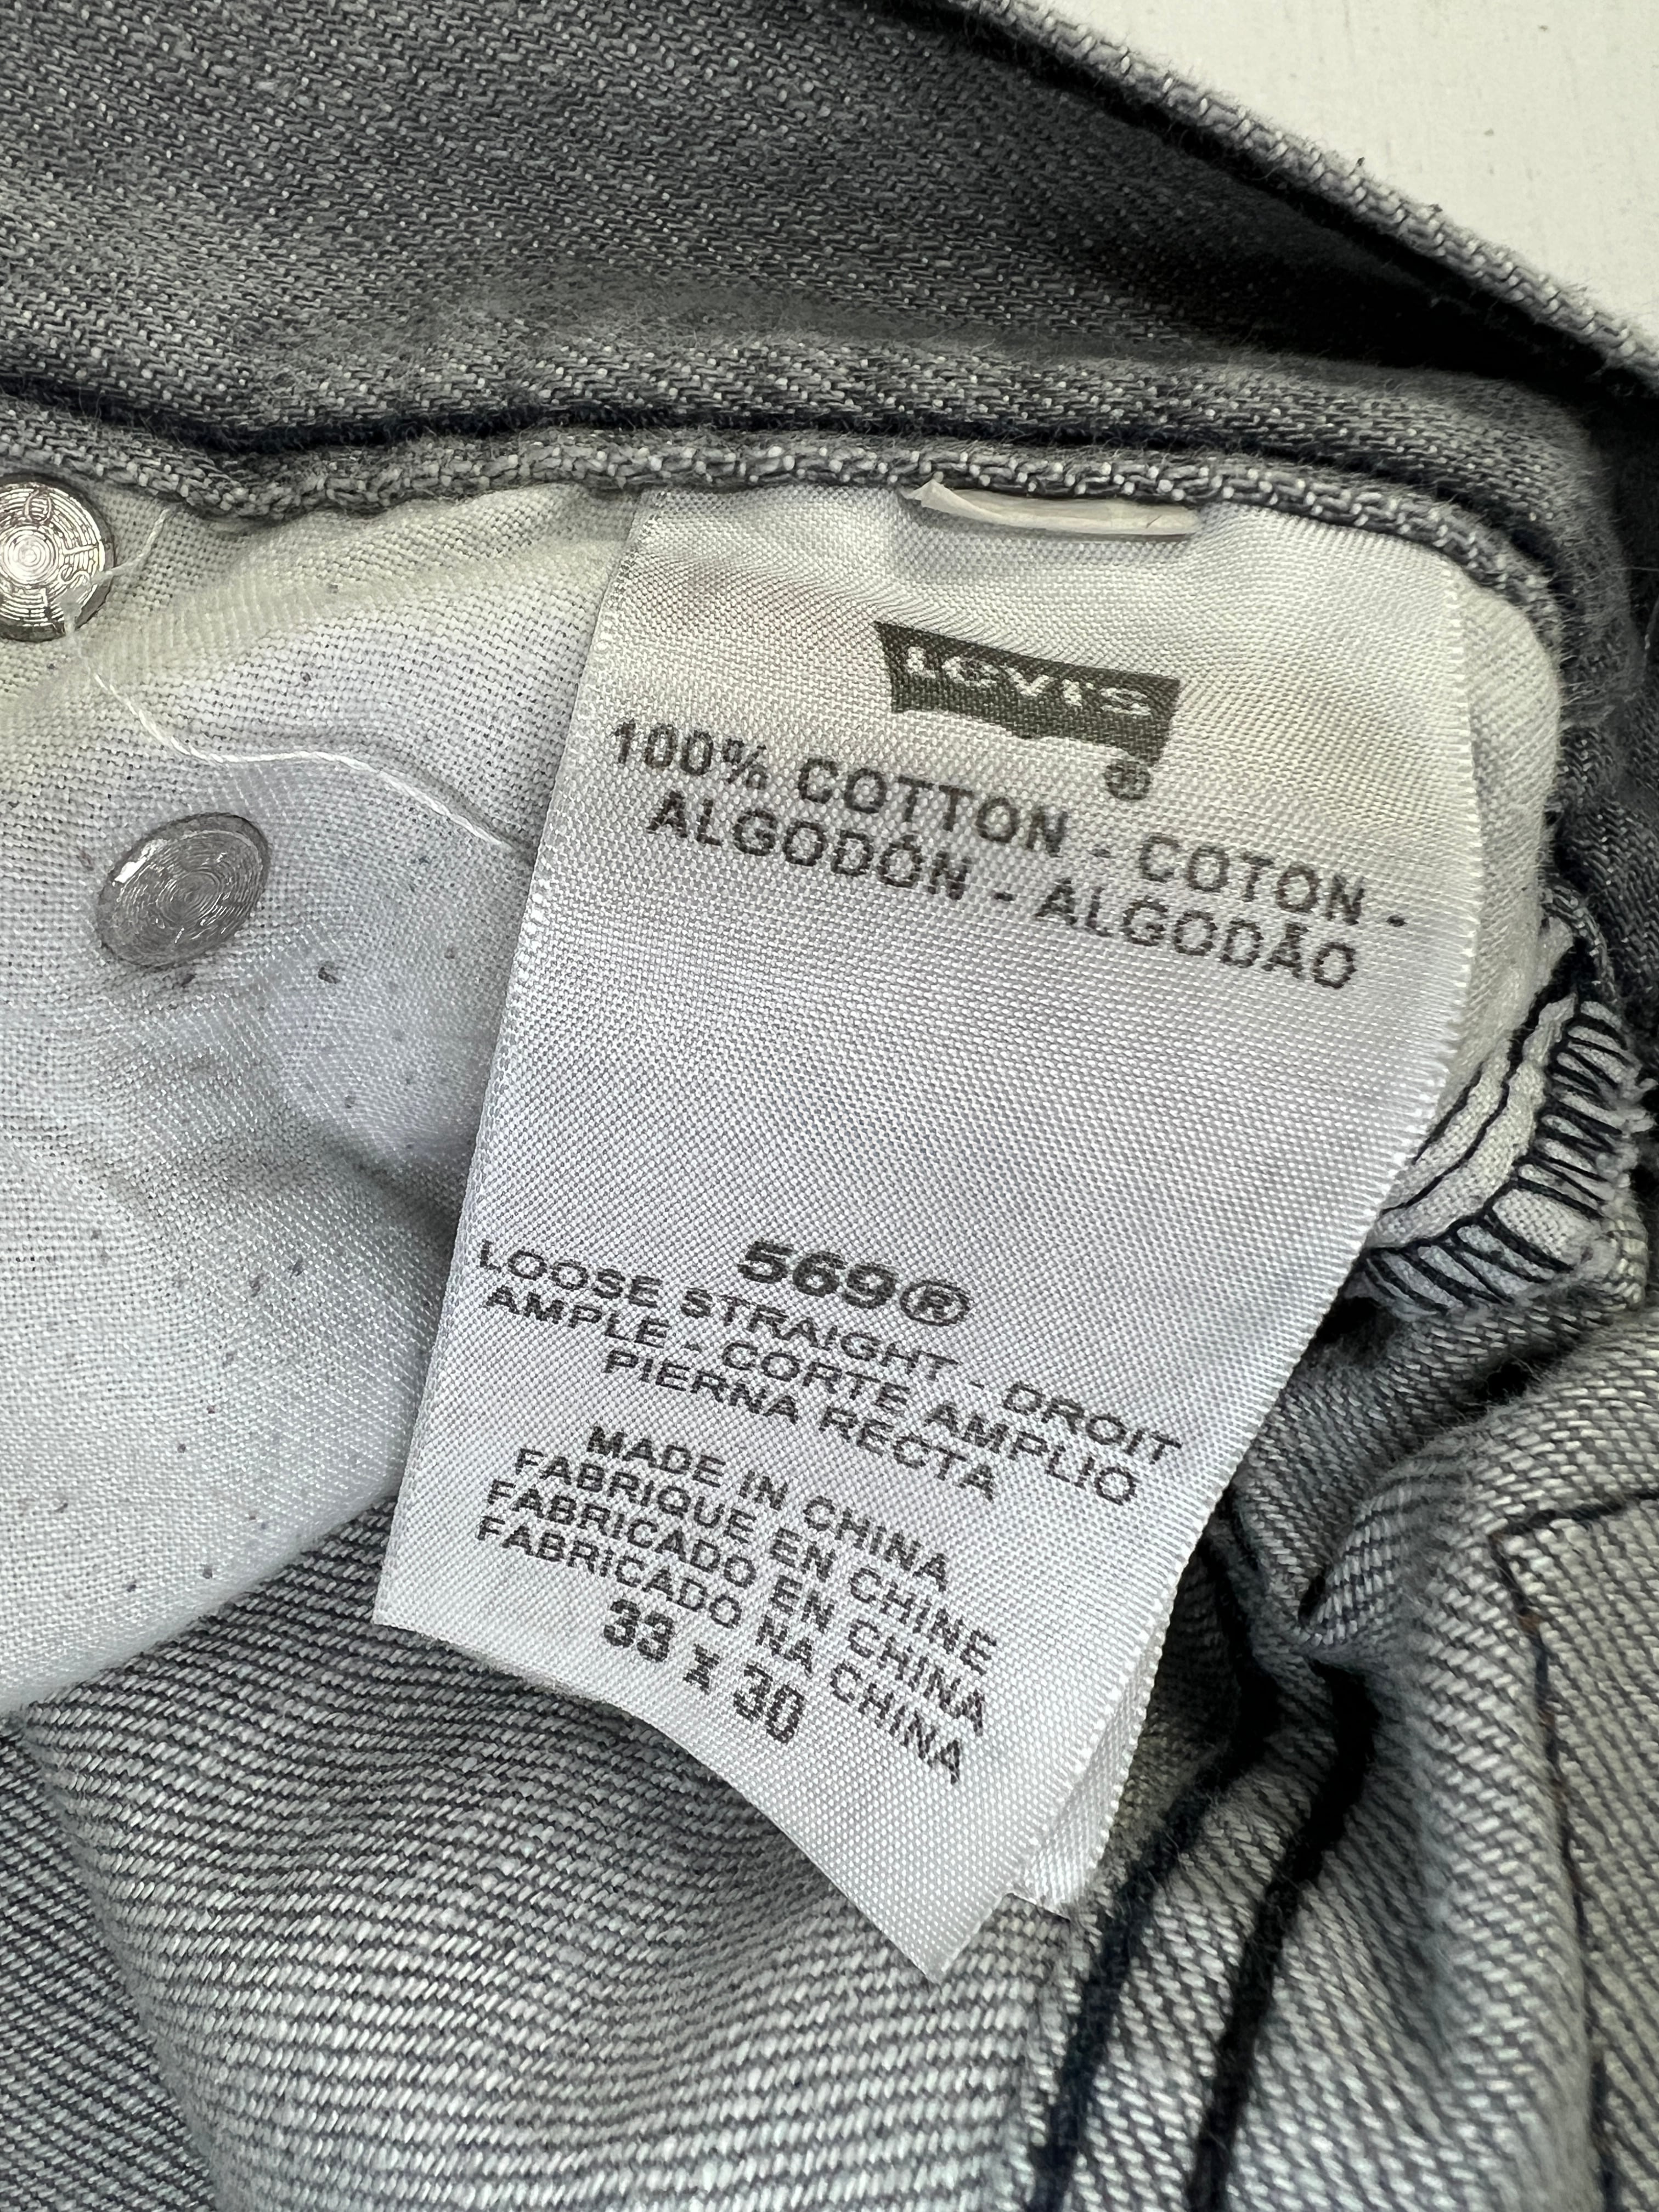 Levi's
®
100% COTTON - COTON -
ALGODÓN - ALGODÃO
569®
LOOSE STRAIGHT - DROIT
AMPLE - CORTE AMPLIO
PIERNA RECTA
MADE IN CHINA
FABRIQUE EN CHINE
FABRICADO EN CHINA
FABRICADO NA CHINA
33 x 30